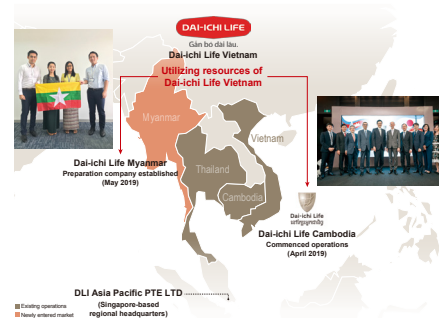 DAI-ICHI LIFE
Gắn bó dài lâu.
Dai-ichi Life Vietnam
Utilizing resources of
Dai-ichi Life Vietnam
Myanmar
Vietnam
Thailand
Cambodia
Dai-ichi Life Myanmar
Preparation company established
(May 2019)
Dai-ichi Life
Dai-ichi Life Cambodia
Commenced operations
(April 2019)
DLI Asia Pacific PTE LTD
(Singapore-based
regional headquarters)
Existing operations
Newly entered market